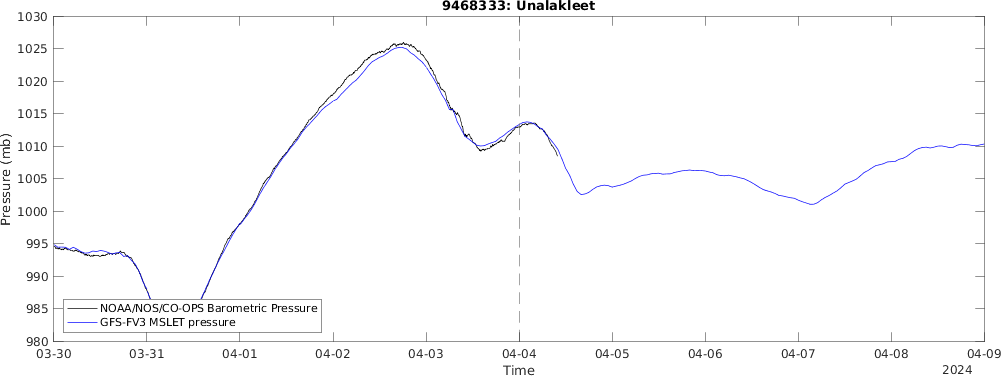 9468333: Unalakleet
1030
1025
1020
1015
1010
1005
1000
995
990
985
980
Pressure (mb)
NOAA/NOS/CO-OPS Barometric Pressure
GFS-FV3 MSLET pressure
03-30 03-31 04-01 04-02 04-03 04-04 04-05 04-06 04-07 04-08 04-09
Time
2024